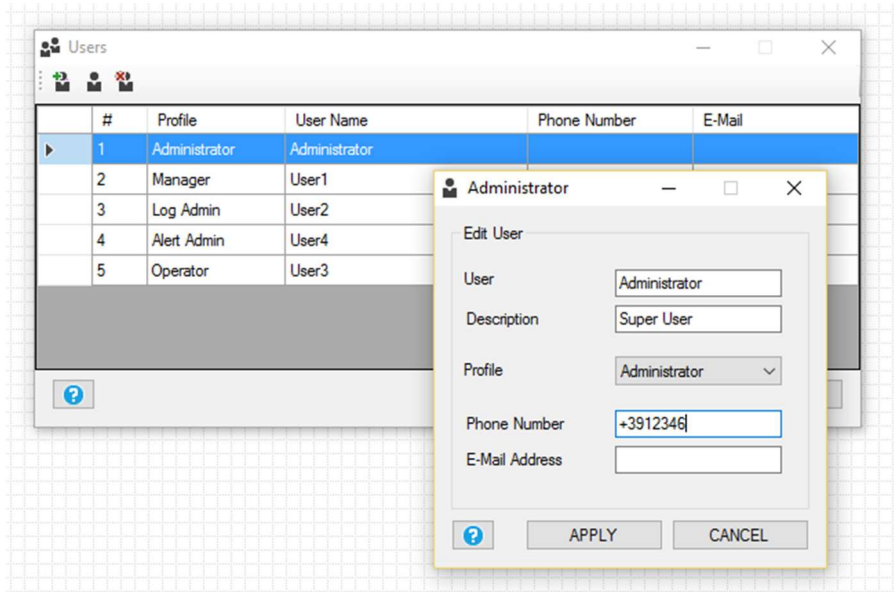 Users
# Profile User Name Phone Number E-Mail
1 Administrator Administrator
2 Manager User1
3 Log Admin User2
4 Alert Admin User4
5 Operator User3
Administrator
Edit User
User Administrator
Description Super User
Profile Administrator
Phone Number +3912346
E-Mail Address
APPLY CANCEL